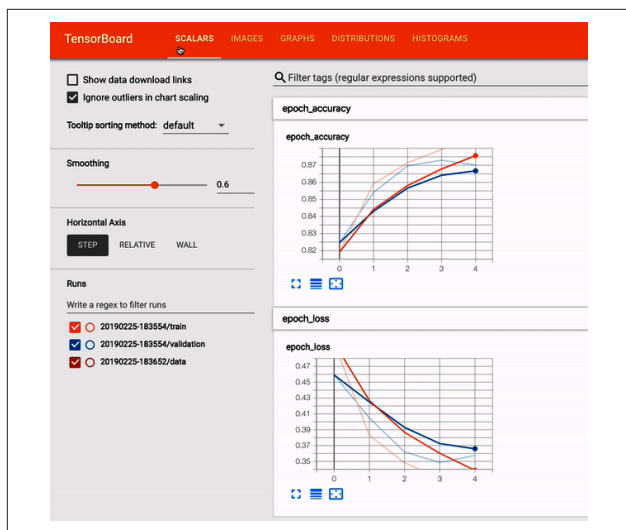 TensorBoard SCALARS IMAGES GRAPHS DISTRIBUTIONS HISTOGRAMS
Show data download links
Ignore outliers in chart scaling
Tooltip sorting method: default
Smoothing
0.6
Horizontal Axis
STEP RELATIVE WALL
Runs
Write a regex to filter runs
20190225-183554/train
20190225-183554/validation
20190225-183652/data
Filter tags (regular expressions supported)
epoch_accuracy
epoch_accuracy
0.87
0.86
0.85
0.84
0.83
0.82
0 1 2 3 4
epoch_loss
epoch_loss
0.47
0.45
0.43
0.41
0.39
0.37
0.35
0 1 2 3 4